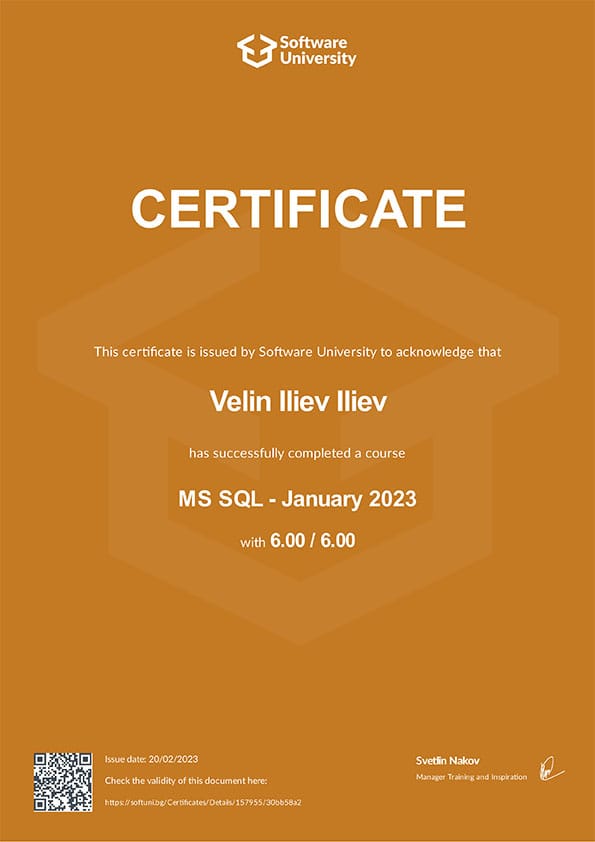 Software
University
CERTIFICATE
This certificate is issued by Software University to acknowledge that
Velin Iliev Iliev
has successfully completed a course
MS SQL - January 2023
with 6.00 / 6.00
Issue date: 20/02/2023
Check the validity of this document here:
https://softuni.bg/Certificates/Details/157955/30bb58a2
Svetlin Nakov
Manager Training and Inspiration